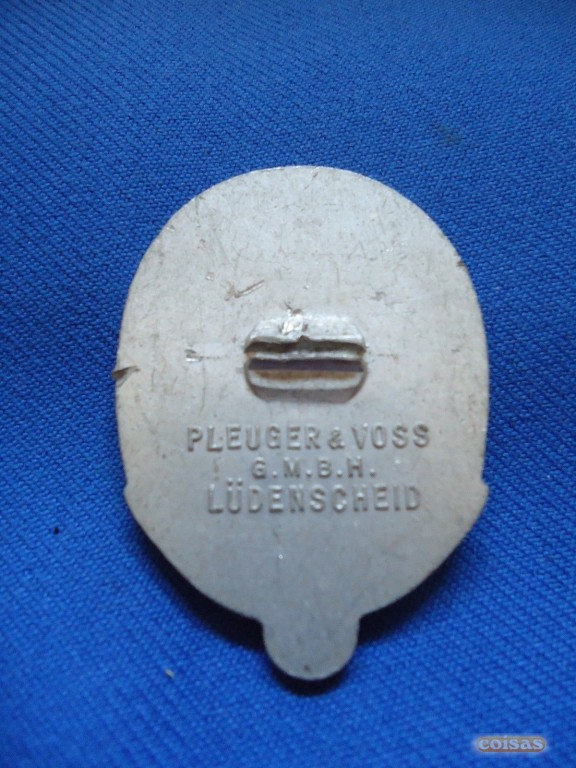 PLEUGER & VOSS
G.M.B.H.
LÜDENSCHEID
coisas